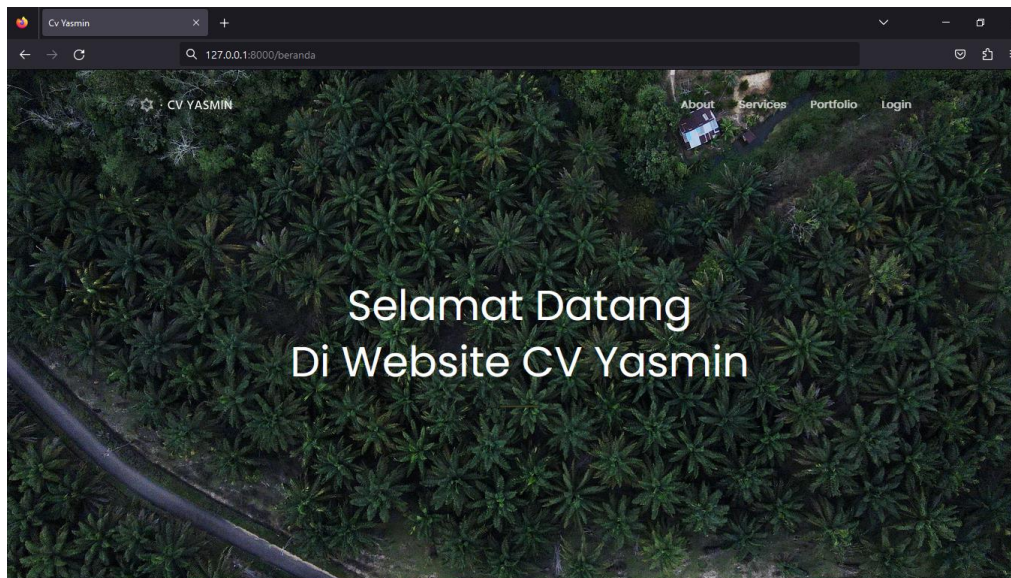 Cv Yasmin
127.0.0.1:8000/beranda
CV YASMIN
About Services Portfolio Login
Selamat Datang
Di Website CV Yasmin